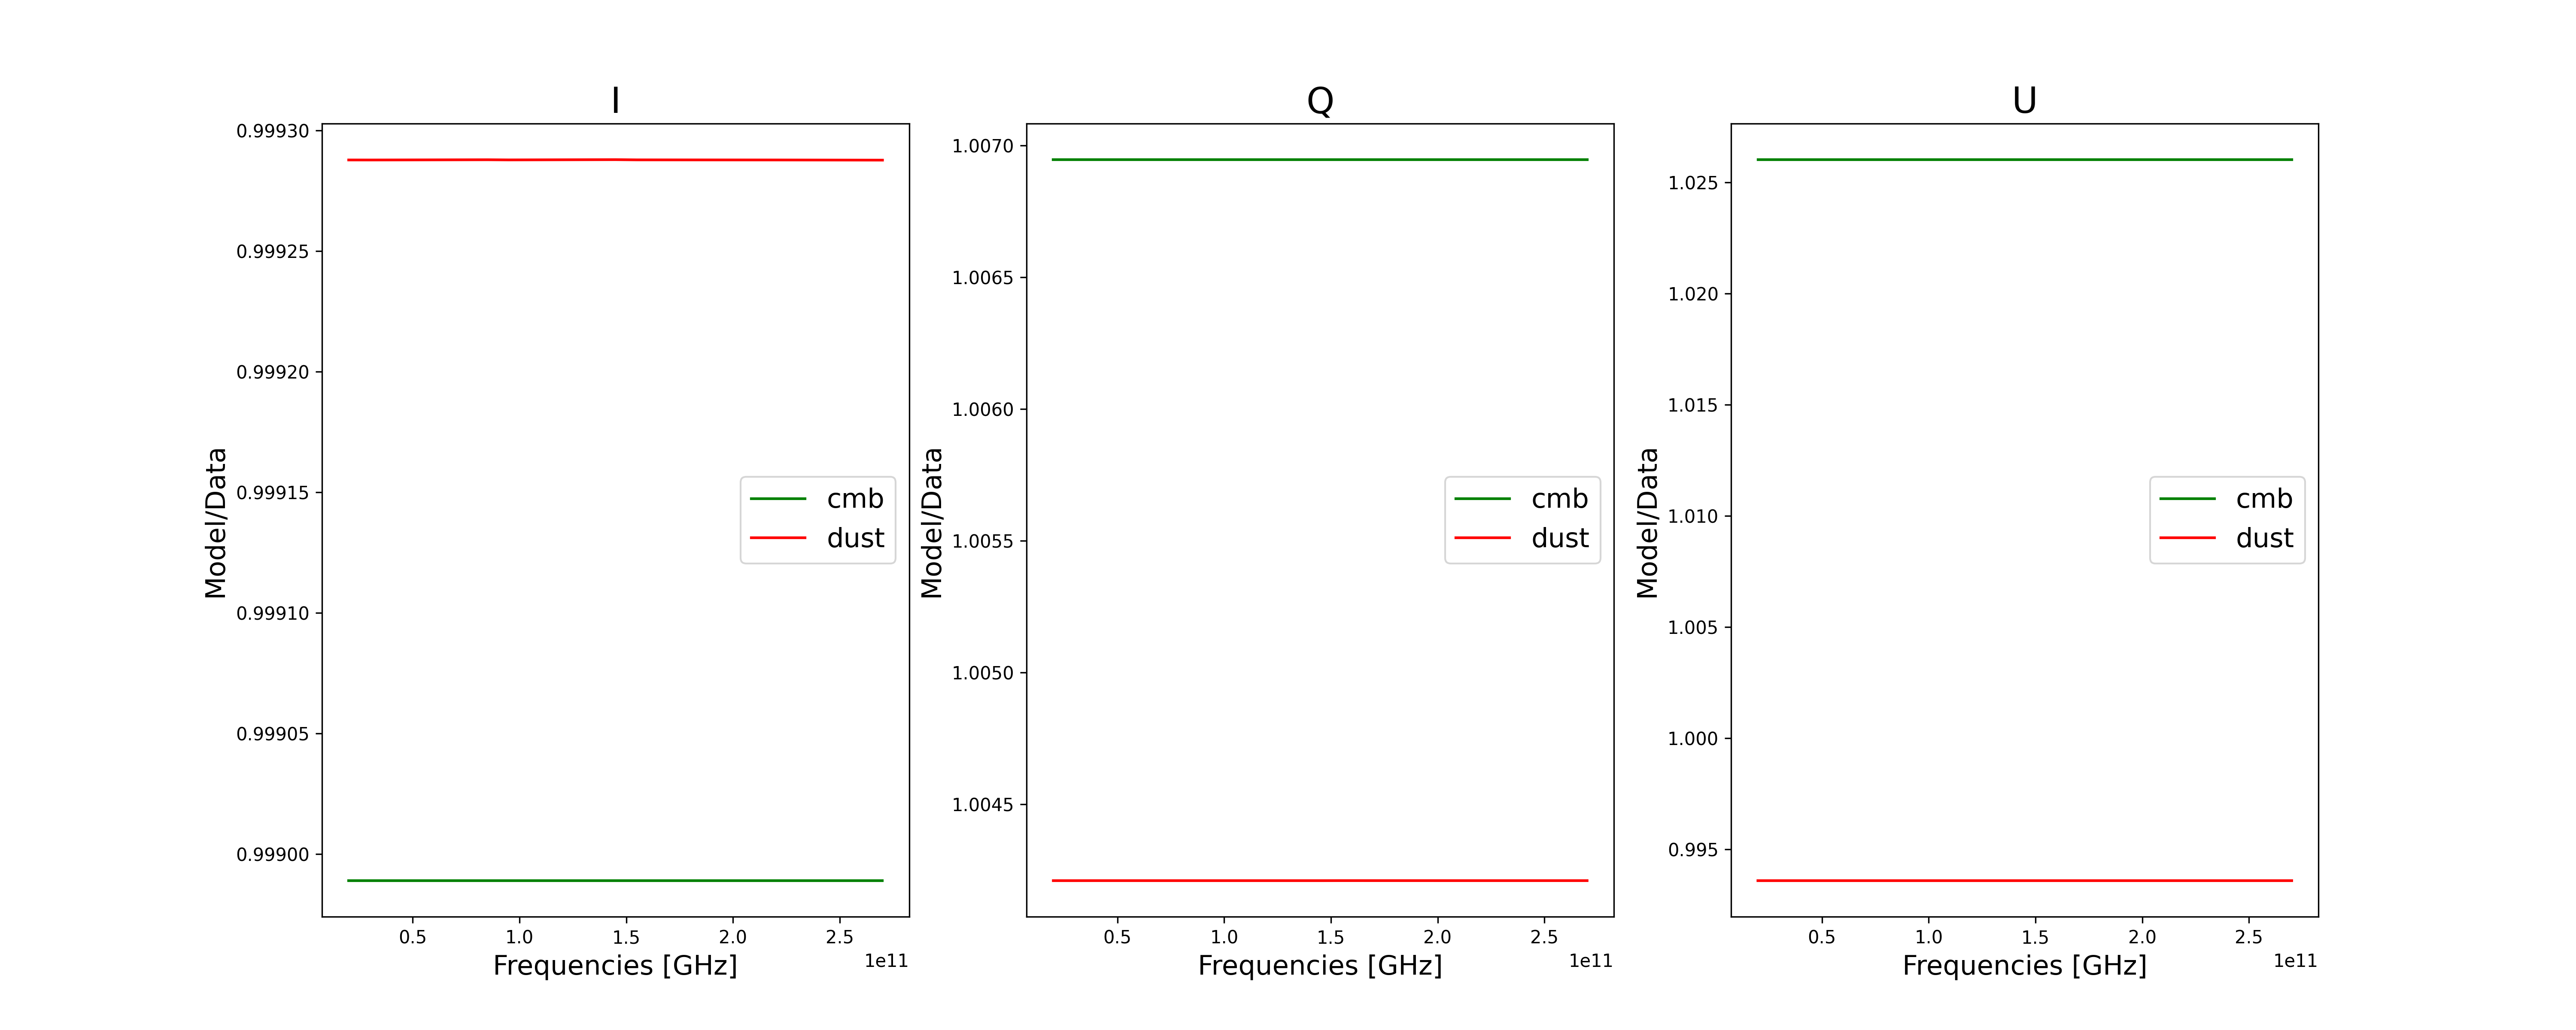 I
0.99930
0.99925
0.99920
0.99915
0.99910
0.99905
0.99900
Model/Data
cmb
dust
0.5 1.0 1.5 2.0 2.5
1e11
Frequencies [GHz]
Q
1.0070
1.0065
1.0060
1.0055
1.0050
1.0045
Model/Data
cmb
dust
0.5 1.0 1.5 2.0 2.5
1e11
Frequencies [GHz]
U
1.025
1.020
1.015
1.010
1.005
1.000
0.995
Model/Data
cmb
dust
0.5 1.0 1.5 2.0 2.5
1e11
Frequencies [GHz]